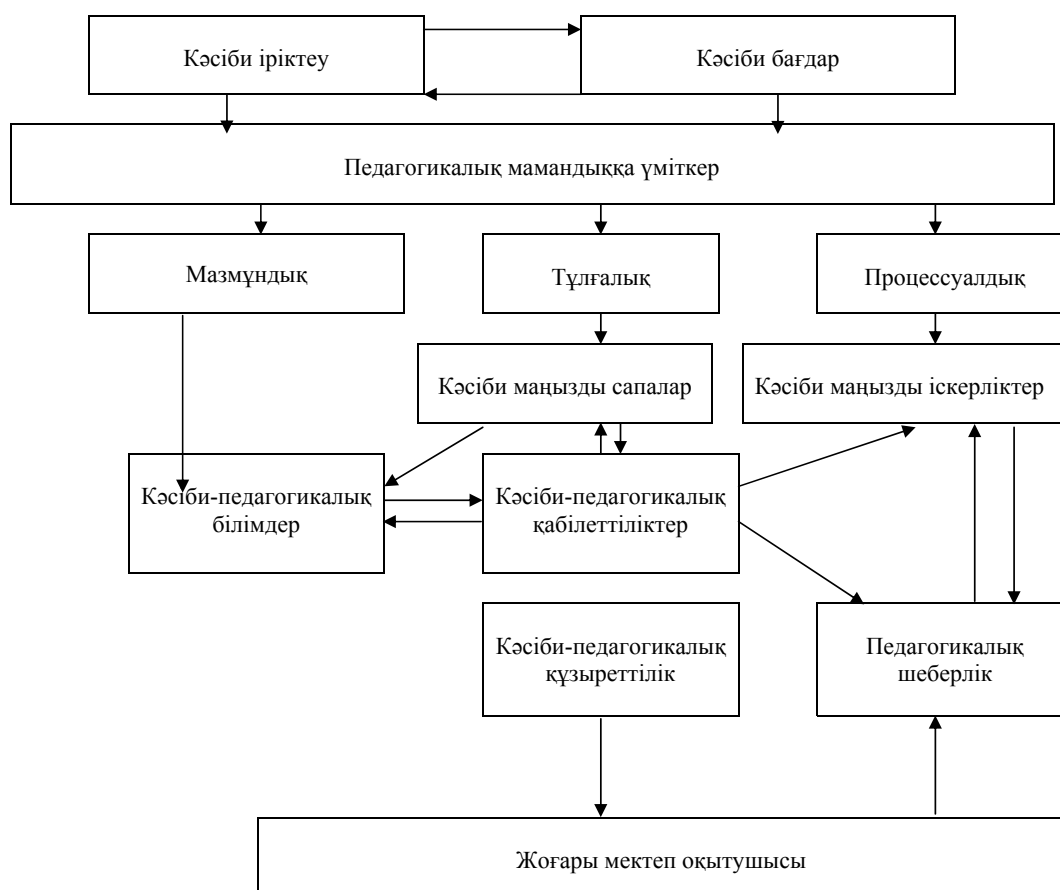 Кәсіби іріктеу
Кәсіби бағдар
Педагогикалық мамандыққа үміткер
Мазмұндық
Тұлғалық
Процессуалдық
Кәсіби маңызды сапалар
Кәсіби маңызды іскерліктер
Кәсіби-педагогикалық
білімдер
Кәсіби-педагогикалық
қабілеттіліктер
Кәсіби-педагогикалық
құзыреттілік
Педагогикалық
шеберлік
Жоғары мектеп оқытушысы